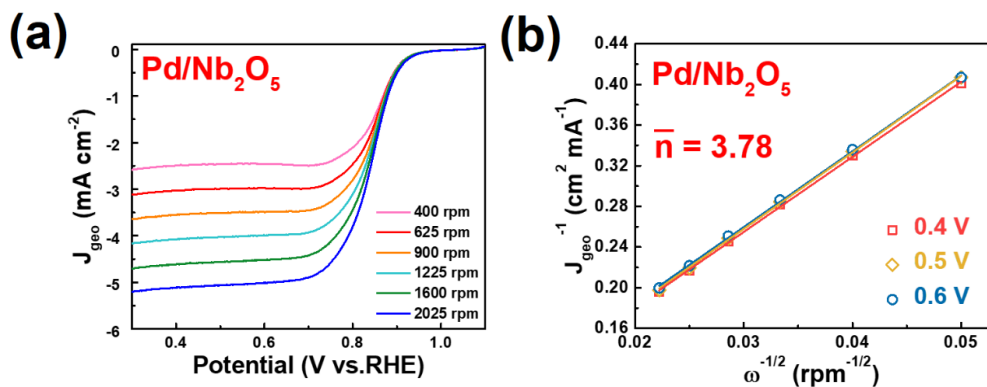 (a)
Pd/Nb₂O₅
0
-1
-2
-3
-4
-5
-6
J_geo (mA cm⁻²)
400 rpm
625 rpm
900 rpm
1225 rpm
1600 rpm
2025 rpm
0.4
0.6
0.8
1.0
Potential (V vs.RHE)
(b)
Pd/Nb₂O₅
n̅ = 3.78
0.44
0.40
0.36
0.32
0.28
0.24
0.20
0.16
J_geo⁻¹ (cm² mA⁻¹)
0.4 V
0.5 V
0.6 V
0.02
0.03
0.04
0.05
ω⁻¹/² (rpm⁻¹/²)